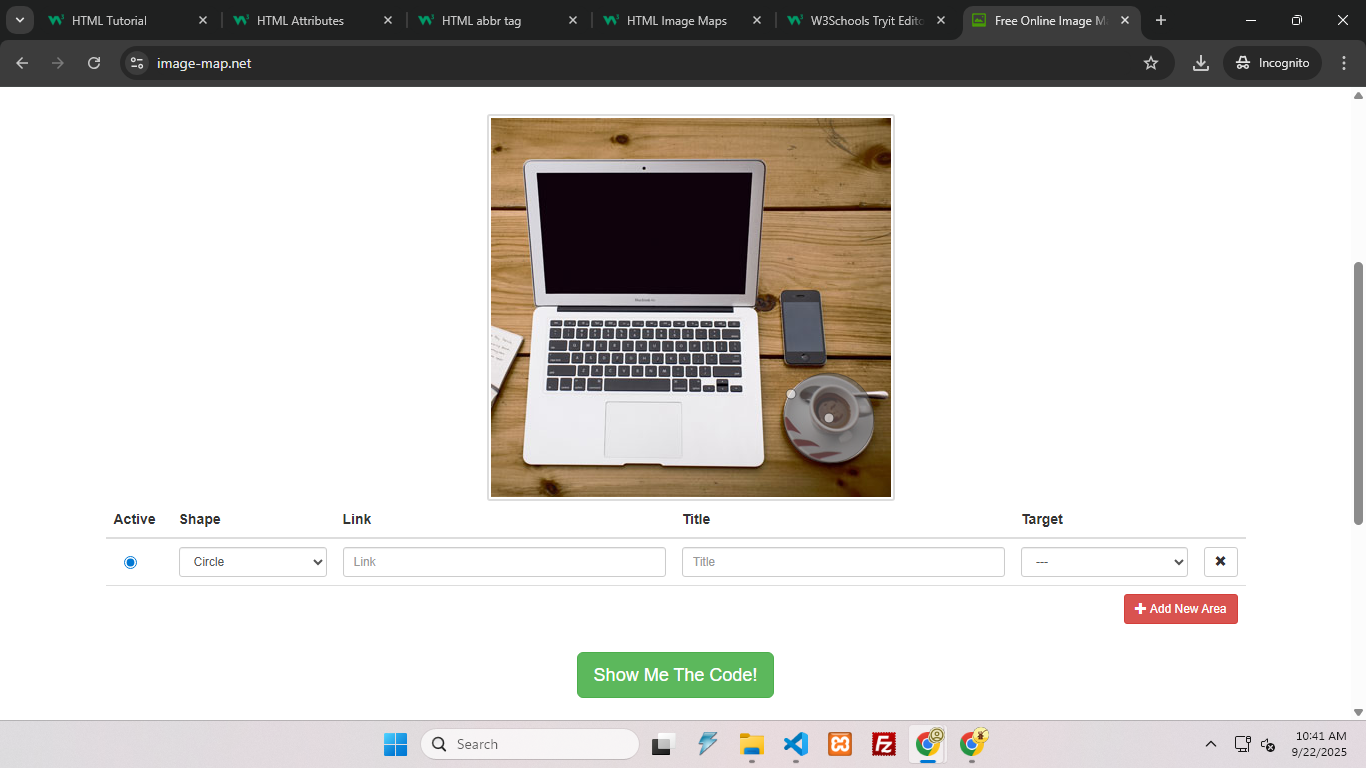 HTML Tutorial
HTML Attributes
HTML abbr tag
HTML Image Maps
W3Schools Tryit Edito
Free Online Image M
image-map.net
Incognito
Active Shape Link Title Target
Circle Link Title ---
Add New Area
Show Me The Code!
Search
10:41 AM
9/22/2025